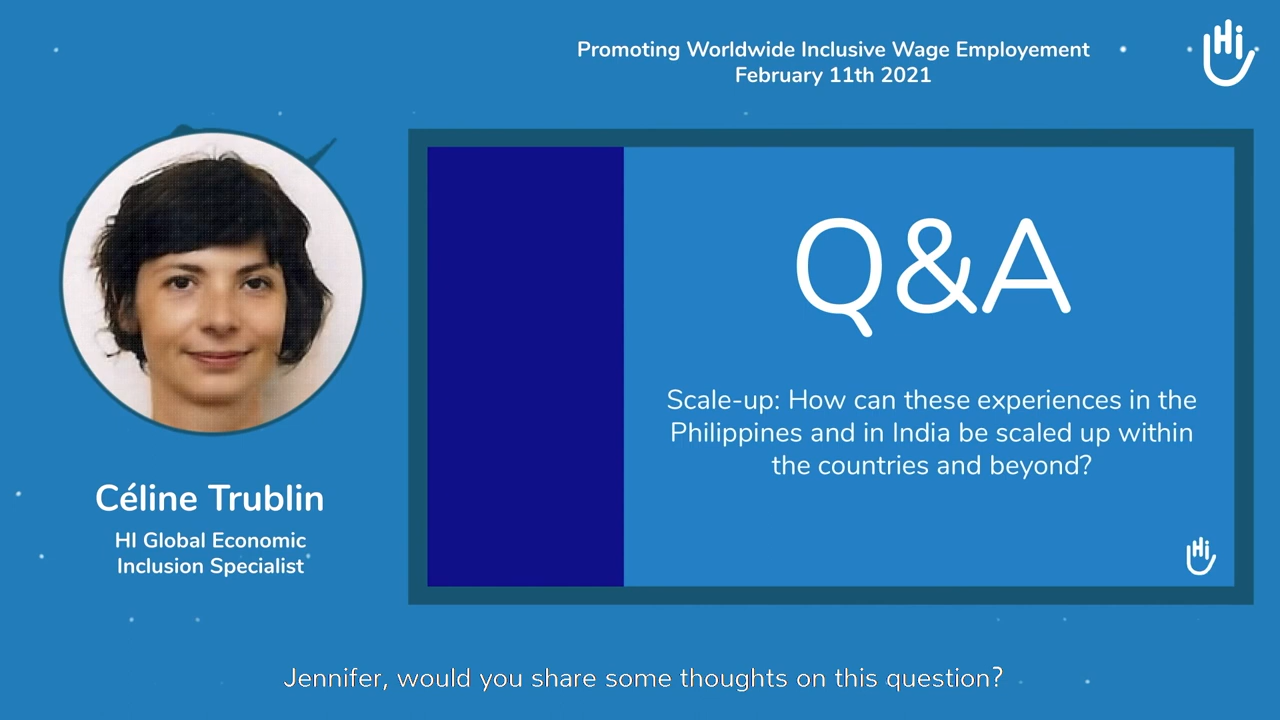 Promoting Worldwide Inclusive Wage Employement
February 11th 2021
Hi
Q&A
Scale-up: How can these experiences in the
Philippines and in India be scaled up within
the countries and beyond?
Hi
Céline Trublin
HI Global Economic
Inclusion Specialist
Jennifer, would you share some thoughts on this question?